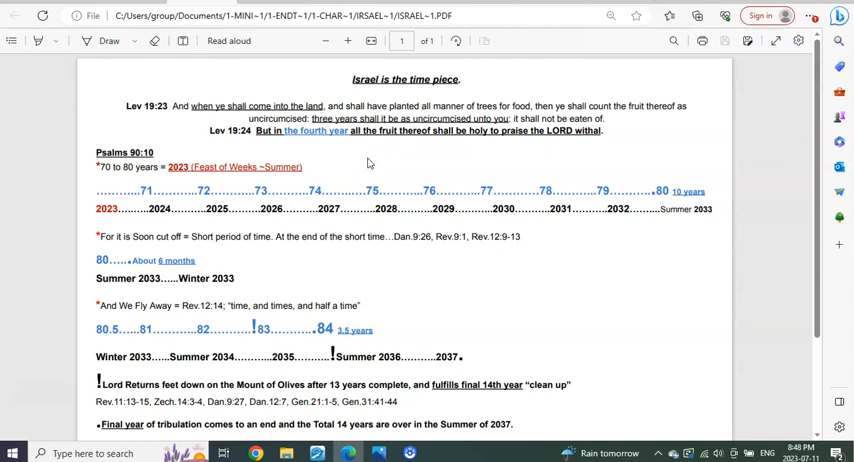 File
C:/Users/group/Documents/1-MINI~1/1-ENDT~1/1-CHAR~1/IRSAEL~1/ISRAEL~1.PDF
Sign in
Draw
Read aloud
1
of 1
Israel is the time piece.
Lev 19:23 And when ye shall come into the land, and shall have planted all manner of trees for food, then ye shall count the fruit thereof as
uncircumcised: three years shall it be as uncircumcised unto you: it shall not be eaten of.
Lev 19:24 But in the fourth year all the fruit thereof shall be holy to praise the LORD withal.
Psalms 90:10
*70 to 80 years = 2023 (Feast of Weeks ~Summer)
…………71…………72…………73…………74…………75…………76…………77…………78…………79………….80 10 years
2023………2024………2025………2026………2027………2028………2029………2030………2031………2032………Summer 2033
*For it is Soon cut off = Short period of time. At the end of the short time…Dan.9:26, Rev.9:1, Rev.12:9-13
80…...About 6 months
Summer 2033…...Winter 2033
*And We Fly Away = Rev.12:14; “time, and times, and half a time”
80.5…...81………...82………...!83………...84 3.5 years
Winter 2033…...Summer 2034………...2035………..!Summer 2036……….2037.
!Lord Returns feet down on the Mount of Olives after 13 years complete, and fulfills final 14th year “clean up”
Rev.11:13-15, Zech.14:3-4, Dan.9:27, Dan.12:7, Gen.21:1-5, Gen.31:41-44
.Final year of tribulation comes to an end and the Total 14 years are over in the Summer of 2037.
Type here to search
Rain tomorrow
ENG
8:48 PM
2023-07-11
2